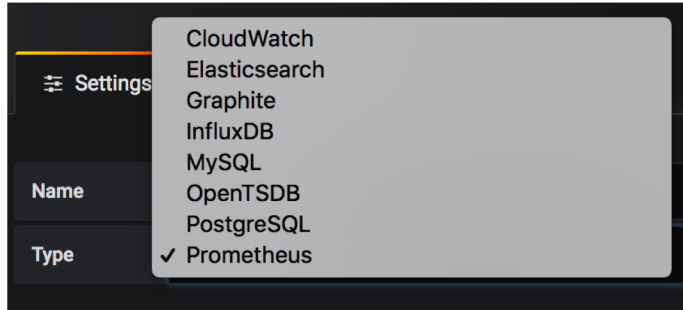 CloudWatch
Elasticsearch
Settings
Graphite
InfluxDB
MySQL
Name
OpenTSDB
PostgreSQL
Type
✓ Prometheus